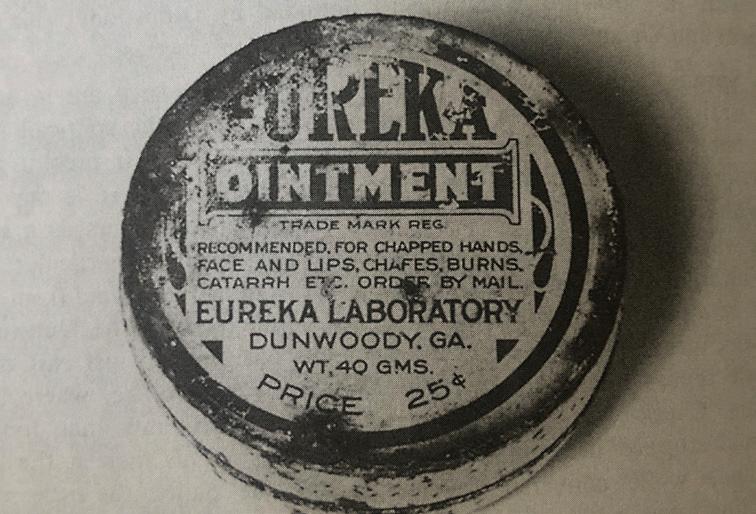 EUREKA
OINTMENT
TRADE MARK REG.
RECOMMENDED, FOR CHAPPED HANDS,
FACE AND LIPS, CHAFES, BURNS,
CATARRH ETC. ORDER BY MAIL.
EUREKA LABORATORY
DUNWOODY, GA.
WT. 40 GMS.
PRICE 25¢